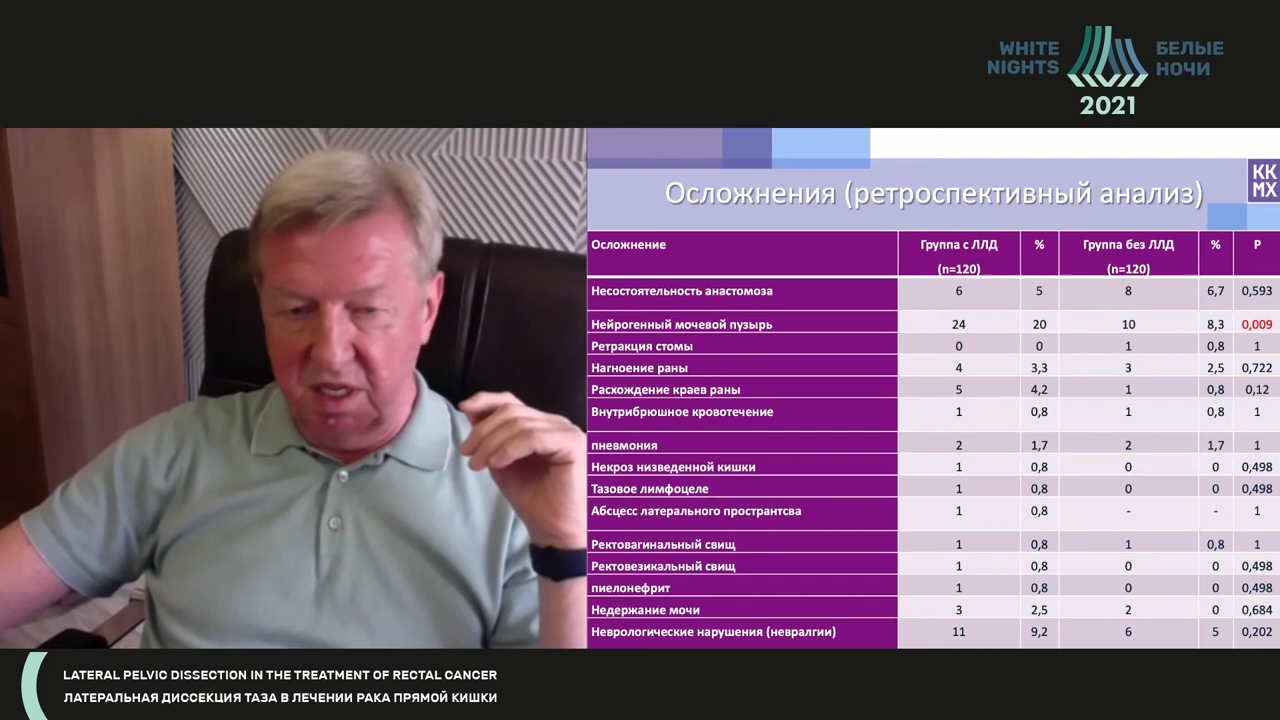 WHITE NIGHTS
БЕЛЫЕ НОЧИ
2021
Осложнения (ретроспективный анализ)
КК
МХ
Осложнение Группа с ЛЛД (n=120) % Группа без ЛЛД (n=120) % P
Несостоятельность анастомоза 6 5 8 6,7 0,593
Нейрогенный мочевой пузырь 24 20 10 8,3 0,009
Ретракция стомы 0 0 1 0,8 1
Нагноение раны 4 3,3 3 2,5 0,722
Расхождение краев раны 5 4,2 1 0,8 0,12
Внутрибрюшное кровотечение 1 0,8 1 0,8 1
пневмония 2 1,7 2 1,7 1
Некроз низведенной кишки 1 0,8 0 0 0,498
Тазовое лимфоцеле 1 0,8 0 0 0,498
Абсцесс латерального пространтсва 1 0,8 - - 1
Ректовагинальный свищ 1 0,8 1 0,8 1
Ректовезикальный свищ 1 0,8 0 0 0,498
пиелонефрит 1 0,8 0 0 0,498
Недержание мочи 3 2,5 2 0 0,684
Неврологические нарушения (невралгии) 11 9,2 6 5 0,202
LATERAL PELVIC DISSECTION IN THE TREATMENT OF RECTAL CANCER
ЛАТЕРАЛЬНАЯ ДИССЕКЦИЯ ТАЗА В ЛЕЧЕНИИ РАКА ПРЯМОЙ КИШКИ